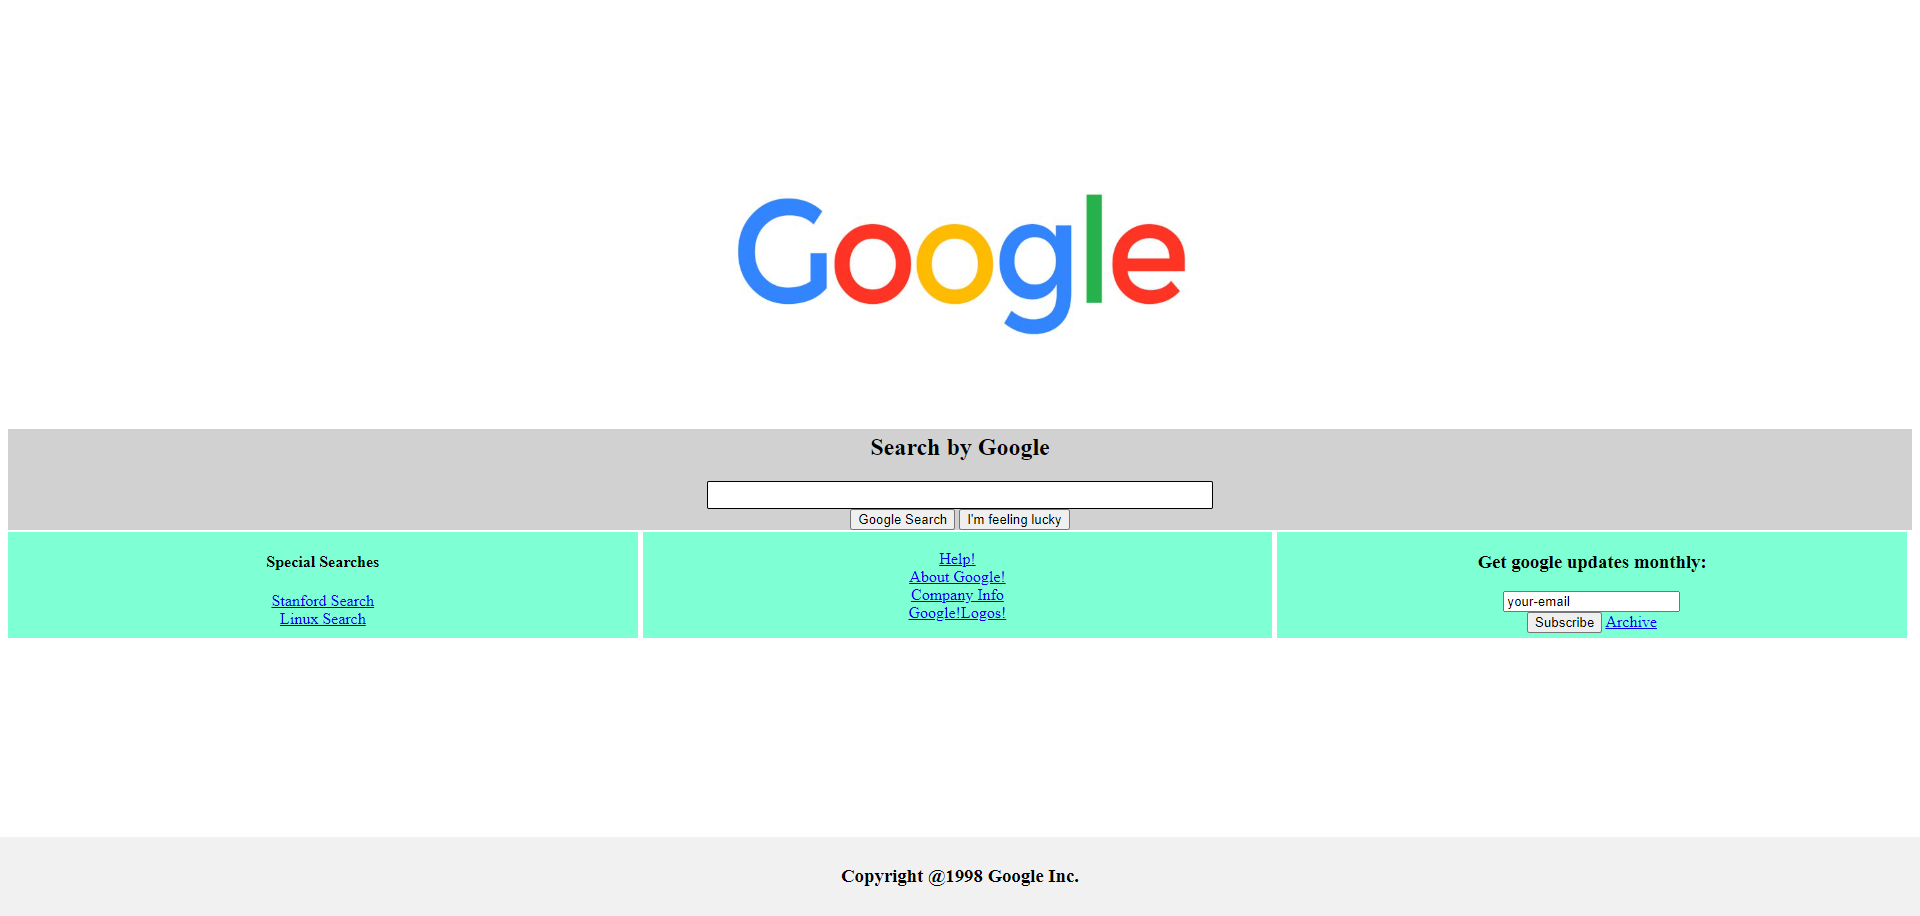 Google
Search by Google
Google Search I'm feeling lucky
Special Searches
Stanford Search
Linux Search
Help!
About Google!
Company Info
Google!Logos!
Get google updates monthly:
your-email
Subscribe Archive
Copyright @1998 Google Inc.